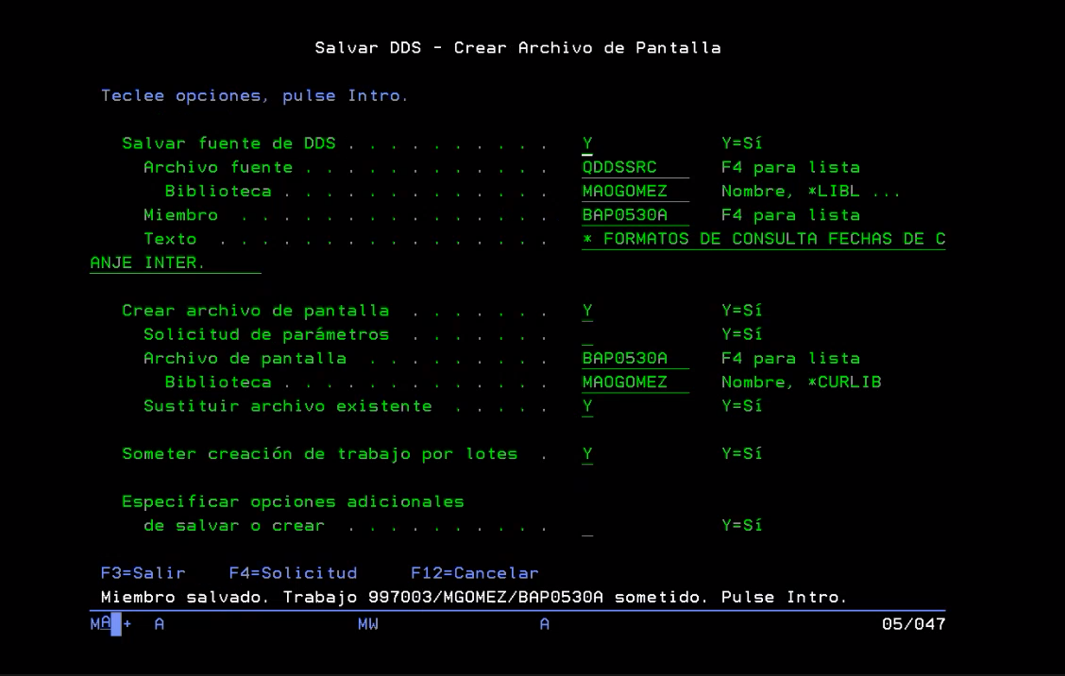 Salvar DDS - Crear Archivo de Pantalla
Teclee opciones, pulse Intro.
Salvar fuente de DDS . . . . . . . . . . Y Y=Sí
Archivo fuente . . . . . . . . . . . . QDDSSRC F4 para lista
Biblioteca . . . . . . . . . . . . . MAOGOMEZ Nombre, *LIBL ...
Miembro . . . . . . . . . . . . . . . BAP0530A F4 para lista
Texto . . . . . . . . . . . . . . . . * FORMATOS DE CONSULTA FECHAS DE C
ANJE INTER.
Crear archivo de pantalla . . . . . . . Y Y=Sí
Solicitud de parámetros . . . . . . . _ Y=Sí
Archivo de pantalla . . . . . . . . . BAP0530A F4 para lista
Biblioteca . . . . . . . . . . . . . MAOGOMEZ Nombre, *CURLIB
Sustituir archivo existente . . . . . Y Y=Sí
Someter creación de trabajo por lotes . Y Y=Sí
Especificar opciones adicionales
de salvar o crear . . . . . . . . . . _ Y=Sí
F3=Salir F4=Solicitud F12=Cancelar
Miembro salvado. Trabajo 997003/MGOMEZ/BAP0530A sometido. Pulse Intro.
MA + A MW A 05/047